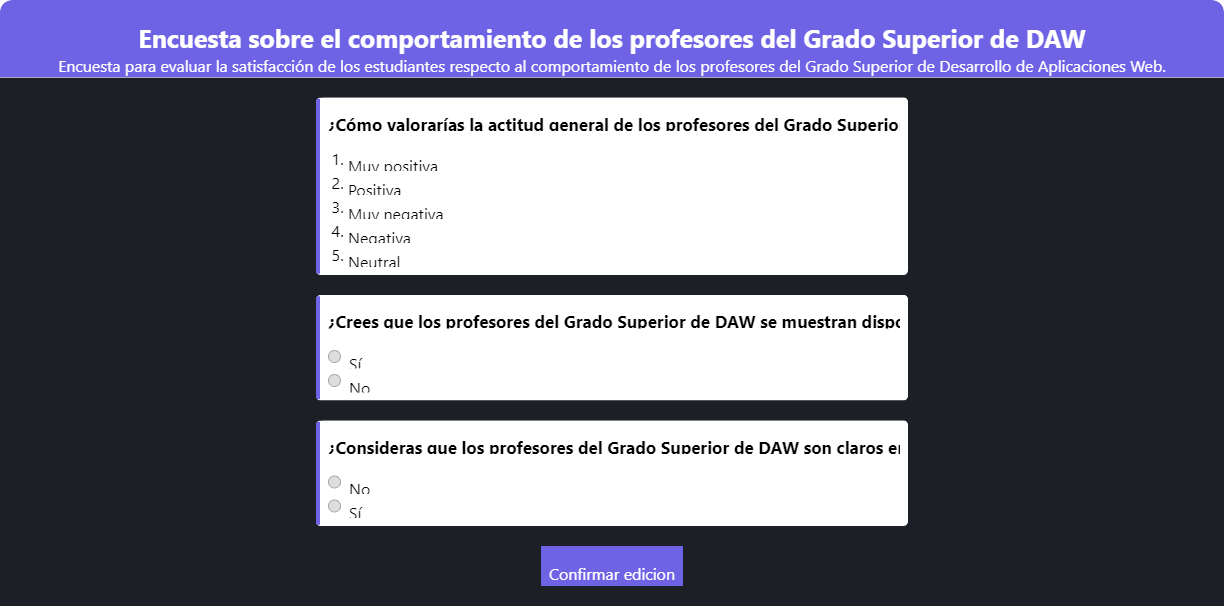 Encuesta sobre el comportamiento de los profesores del Grado Superior de DAW
Encuesta para evaluar la satisfacción de los estudiantes respecto al comportamiento de los profesores del Grado Superior de Desarrollo de Aplicaciones Web.
¿Cómo valorarías la actitud general de los profesores del Grado Superio
1. Muy positiva
2. Positiva
3. Muy negativa
4. Negativa
5. Neutral
¿Crees que los profesores del Grado Superior de DAW se muestran dispo
Sí
No
¿Consideras que los profesores del Grado Superior de DAW son claros en
No
Sí
Confirmar edicion